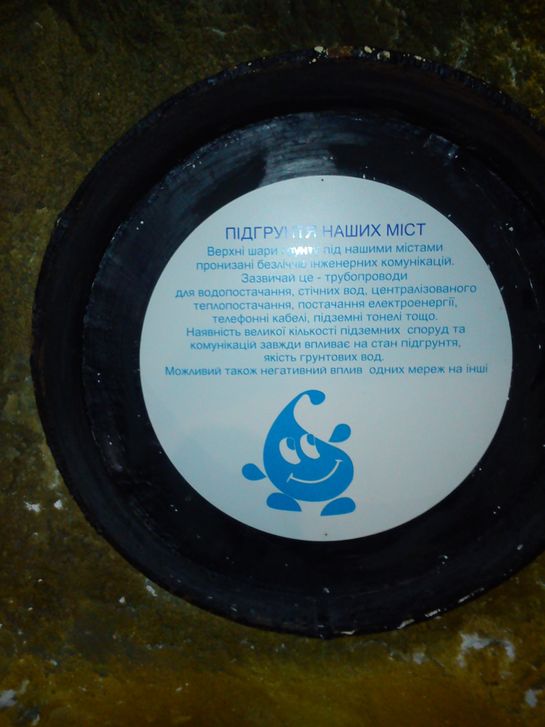 ПІДГРУНТЯ НАШИХ МІСТ
Верхні шари грунту під нашими містами
пронизані безліччю інженерних комунікацій.
Зазвичай це - трубопроводи
для водопостачання, стічних вод, централізованого
теплопостачання, постачання електроенергії,
телефонні кабелі, підземні тонелі тощо.
Наявність великої кількості підземних споруд та
комунікацій завжди впливає на стан підгрунтя,
якість грунтових вод.
Можливий також негативний вплив одних мереж на інші